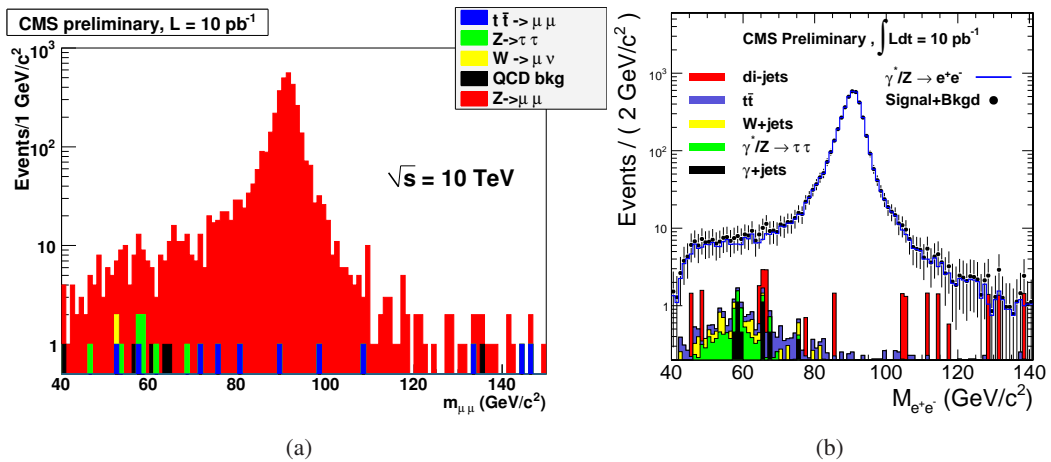 CMS preliminary, L = 10 pb⁻¹
t t̄ -> μ μ
Z->τ τ
W -> μ ν
QCD bkg
Z->μ μ
Events/1 GeV/c²)
10³
10²
10
1
√s = 10 TeV
40 60 80 100 120 140
m_μμ (GeV/c²)
(a)
CMS Preliminary , ∫ Ldt = 10 pb⁻¹
di-jets
tt̄
W+jets
γ*/Z → τ τ
γ+jets
γ*/Z → e⁺e⁻
Signal+Bkgd
Events / ( 2 GeV/c² )
10³
10²
10
1
40 60 80 100 120 140
M_e⁺e⁻ (GeV/c²)
(b)